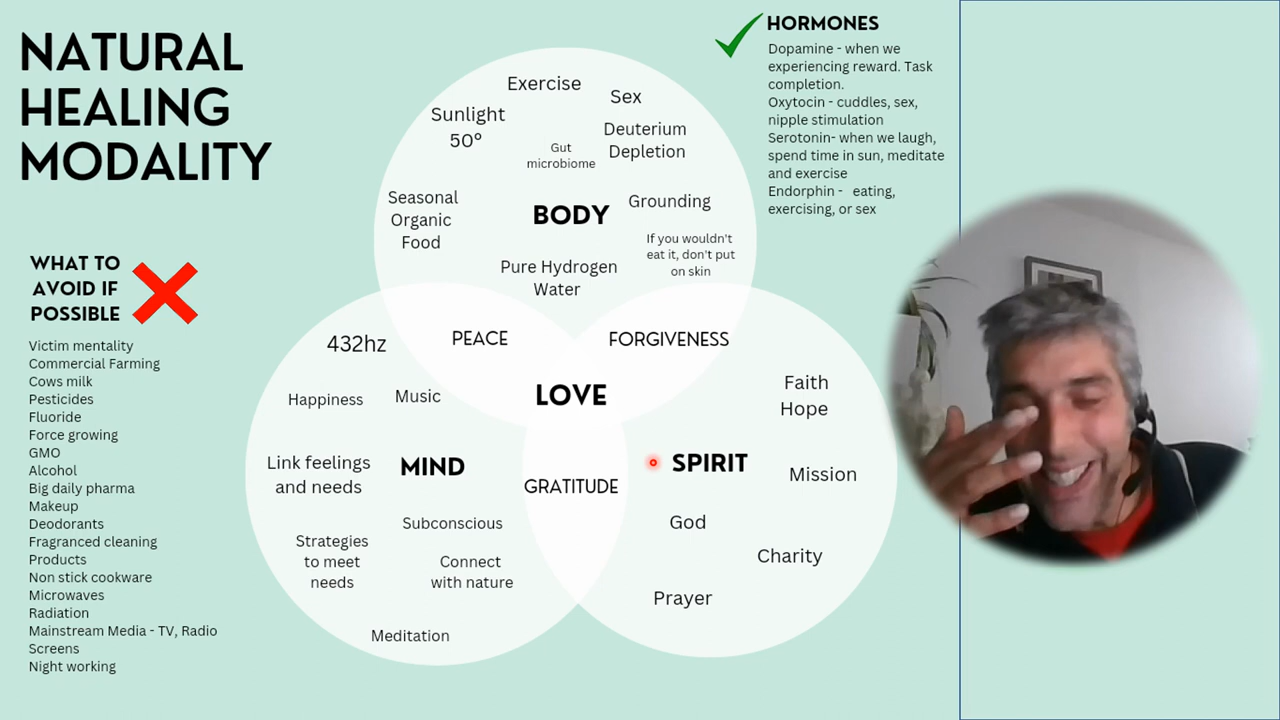 NATURAL
HEALING
MODALITY
WHAT TO
AVOID IF
POSSIBLE
Victim mentality
Commercial Farming
Cows milk
Pesticides
Fluoride
Force growing
GMO
Alcohol
Big daily pharma
Makeup
Deodorants
Fragranced cleaning
Products
Non stick cookware
Microwaves
Radiation
Mainstream Media - TV, Radio
Screens
Night working
Exercise
Sex
Sunlight
50°
Deuterium
Depletion
Gut
microbiome
Seasonal
Organic
Food
BODY
Grounding
If you wouldn't
eat it, don't put
on skin
Pure Hydrogen
Water
PEACE
FORGIVENESS
LOVE
GRATITUDE
432hz
Happiness
Music
Link feelings
and needs
MIND
Subconscious
Strategies
to meet
needs
Connect
with nature
Meditation
Faith
Hope
SPIRIT
Mission
God
Charity
Prayer
HORMONES
Dopamine - when we
experiencing reward. Task
completion.
Oxytocin - cuddles, sex,
nipple stimulation
Serotonin- when we laugh,
spend time in sun, meditate
and exercise
Endorphin - eating,
exercising, or sex